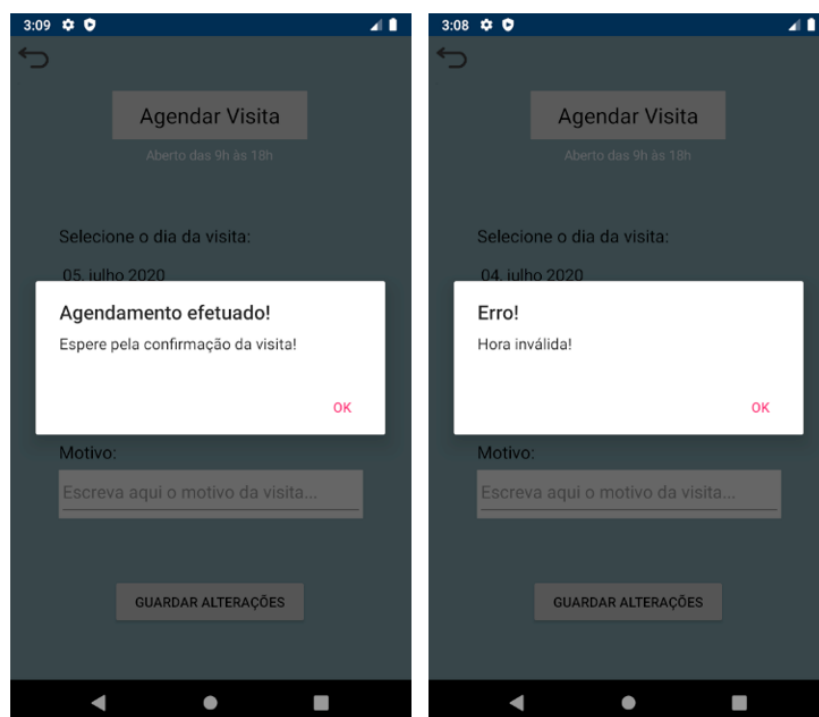 3:09
Agendar Visita
Aberto das 9h às 18h
Selecione o dia da visita:
05. julho 2020
Agendamento efetuado!
Espere pela confirmação da visita!
OK
Motivo:
Escreva aqui o motivo da visita...
GUARDAR ALTERAÇÕES
3:08
Agendar Visita
Aberto das 9h às 18h
Selecione o dia da visita:
04. julho 2020
Erro!
Hora inválida!
OK
Motivo:
Escreva aqui o motivo da visita...
GUARDAR ALTERAÇÕES